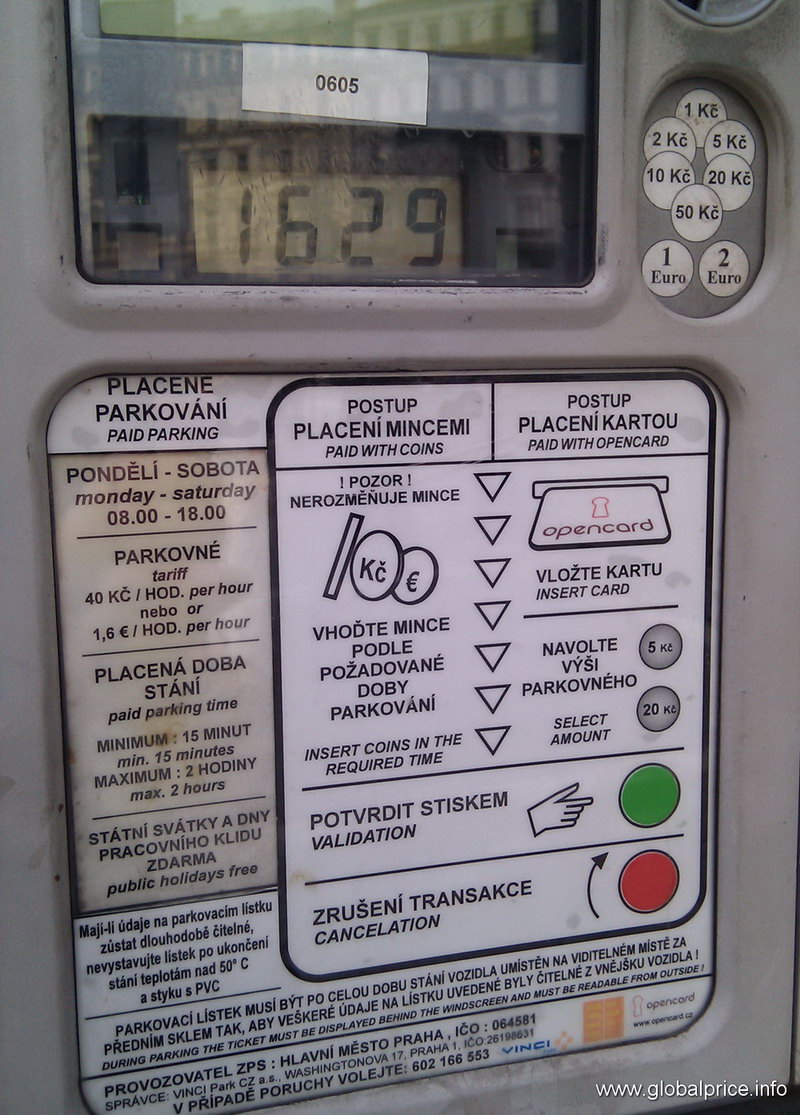 0605
16:29
1 Kč
2 Kč 5 Kč
10 Kč 20 Kč
50 Kč
1 Euro 2 Euro
PLACENÉ
PARKOVÁNÍ
PAID PARKING
PONDĚLÍ - SOBOTA
monday - saturday
08.00 - 18.00
PARKOVNÉ
tariff
40 KČ / HOD. per hour
nebo or
1,6 € / HOD. per hour
PLACENÁ DOBA
STÁNÍ
paid parking time
MINIMUM : 15 MINUT
min. 15 minutes
MAXIMUM : 2 HODINY
max. 2 hours
STÁTNÍ SVÁTKY A DNY
PRACOVNÍHO KLIDU
ZDARMA
public holidays free
Mají-li údaje na parkovacím lístku
zůstat dlouhodobě čitelné,
nevystavujte lístek po ukončení
stání teplotám nad 50° C
a styku s PVC
POSTUP
PLACENÍ MINCEMI
PAID WITH COINS
! POZOR !
NEROZMĚŇUJE MINCE
Kč €
VHOĎTE MINCE
PODLE
POŽADOVANÉ
DOBY
PARKOVÁNÍ
INSERT COINS IN THE
REQUIRED TIME
POSTUP
PLACENÍ KARTOU
PAID WITH OPENCARD
opencard
VLOŽTE KARTU
INSERT CARD
NAVOLTE
VÝŠI
PARKOVNÉHO
SELECT
AMOUNT
5 Kč
20 Kč
POTVRDIT STISKEM
VALIDATION
ZRUŠENÍ TRANSAKCE
CANCELATION
PARKOVACÍ LÍSTEK MUSÍ BÝT PO CELOU DOBU STÁNÍ VOZIDLA UMÍSTĚN NA VIDITELNÉM MÍSTĚ ZA
PŘEDNÍM SKLEM TAK, ABY VEŠKERÉ ÚDAJE NA LÍSTKU UVEDENÉ BYLY ČITELNÉ Z VNĚJŠKU VOZIDLA !
DURING PARKING THE TICKET MUST BE DISPLAYED BEHIND THE WINDSCREEN AND MUST BE READABLE FROM OUTSIDE !
PROVOZOVATEL ZPS : HLAVNÍ MĚSTO PRAHA , IČO : 064581
SPRÁVCE: VINCI Park CZ a.s., WASHINGTONOVA 17, PRAHA 1, IČO:26196631
V PŘÍPADĚ PORUCHY VOLEJTE: 602 166 553
VINCI
opencard
www.opencard.cz
www.globalprice.info